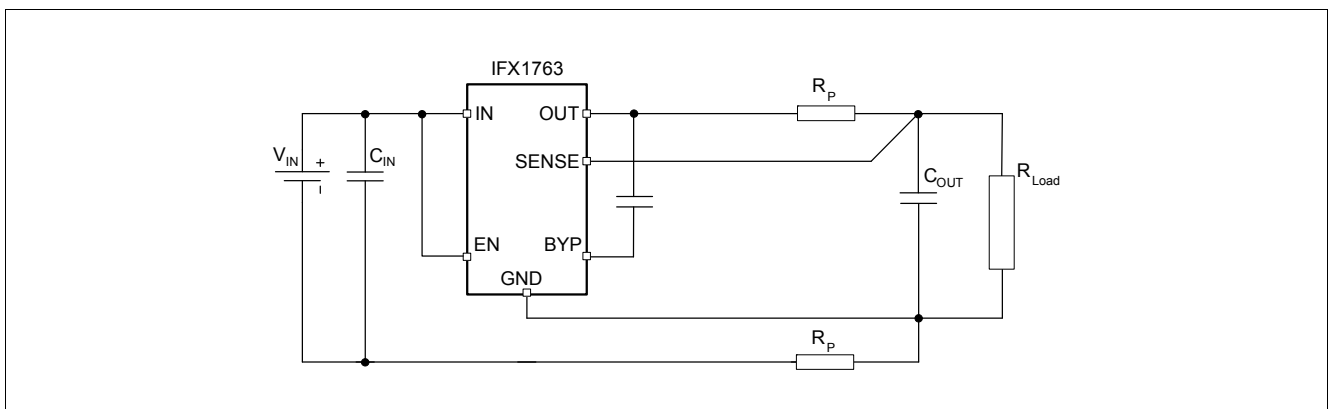 IFX1763
R_P
IN
OUT
V_IN
+
C_IN
SENSE
C_OUT
R_Load
EN
BYP
GND
R_P